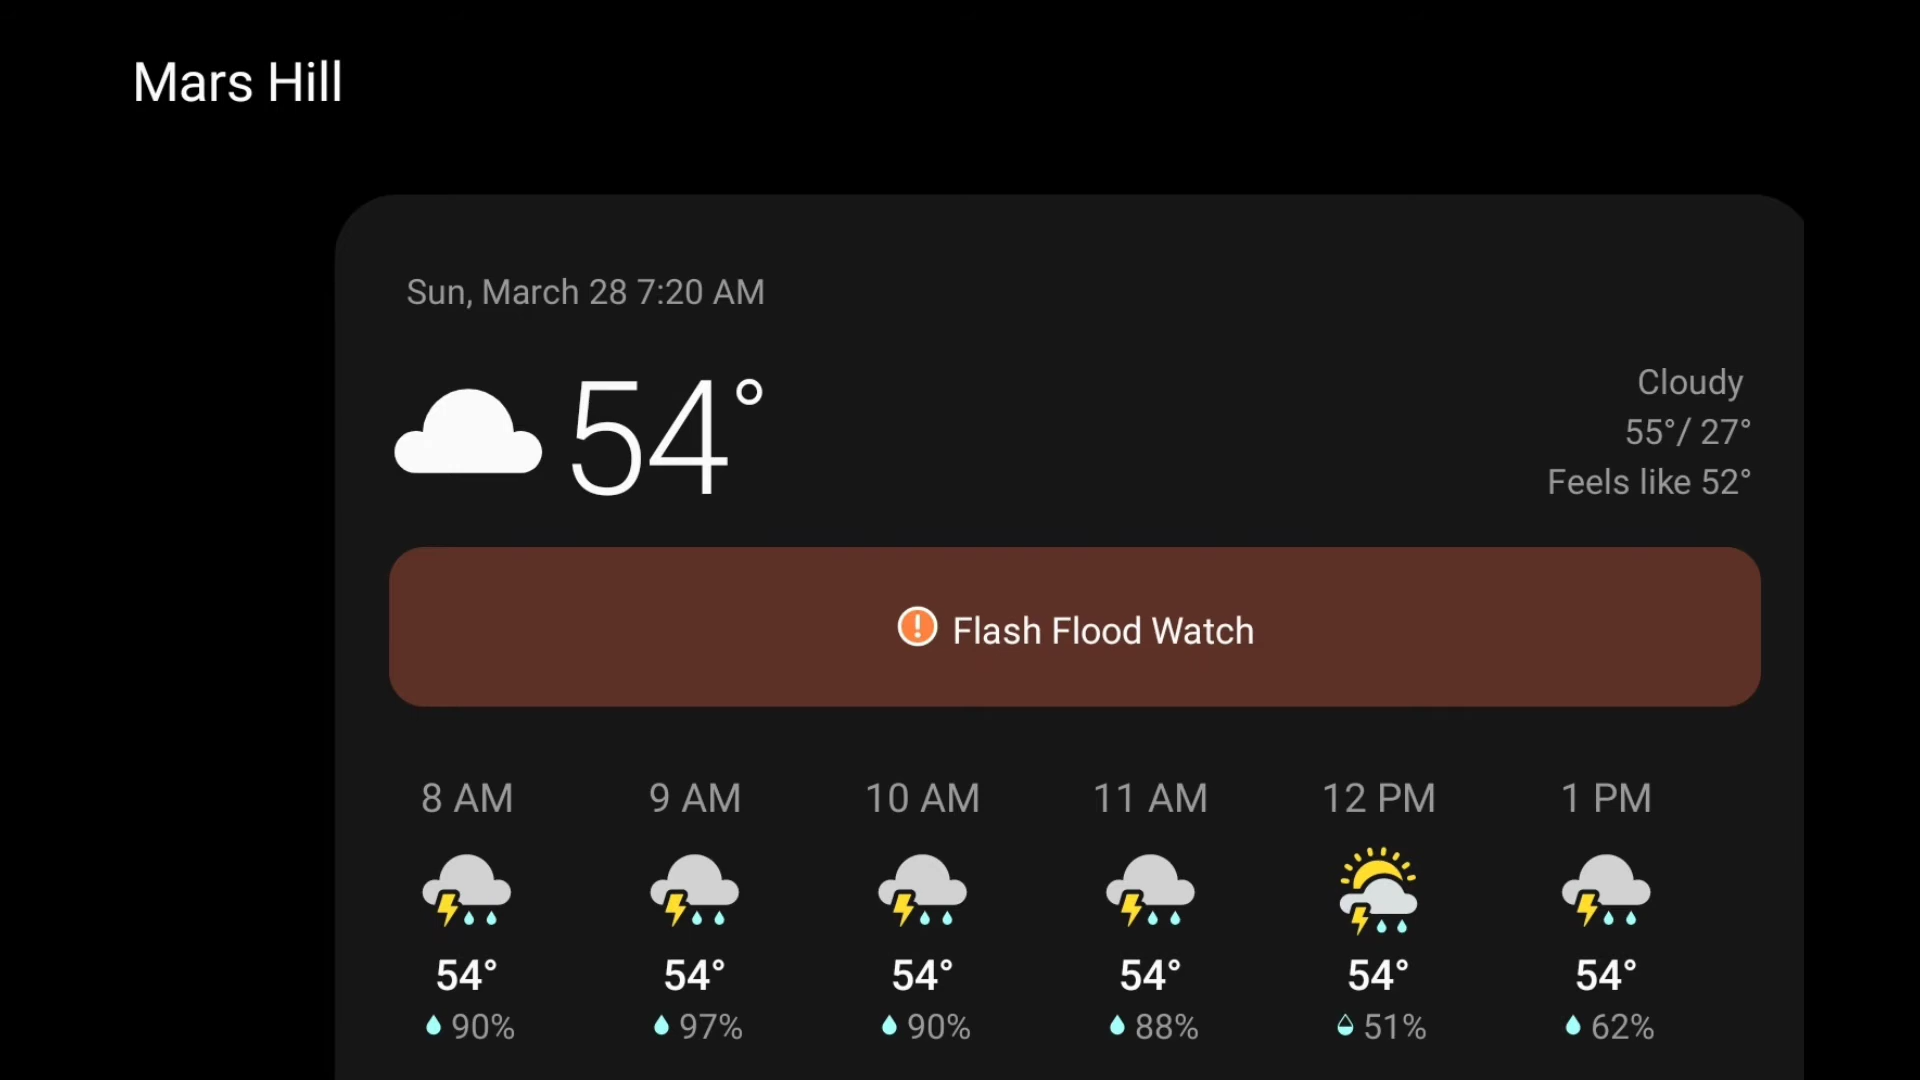 Mars Hill
Sun, March 28 7:20 AM
54°
Cloudy
55°/ 27°
Feels like 52°
Flash Flood Watch
8 AM 9 AM 10 AM 11 AM 12 PM 1 PM
54° 54° 54° 54° 54° 54°
90% 97% 90% 88% 51% 62%